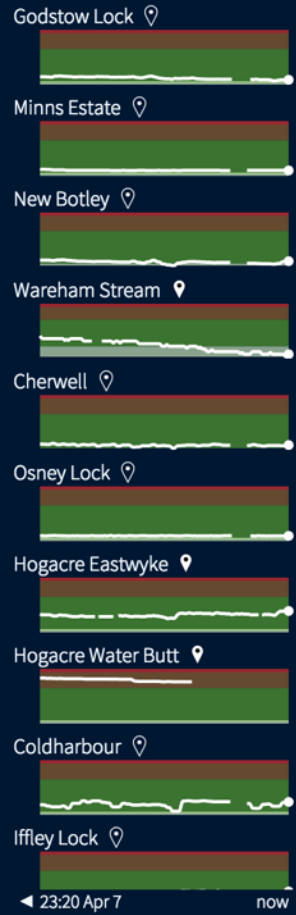 Godstow Lock
Minns Estate
New Botley
Wareham Stream
Cherwell
Osney Lock
Hogacre Eastwyke
Hogacre Water Butt
Coldharbour
Iffley Lock
◄ 23:20 Apr 7 now